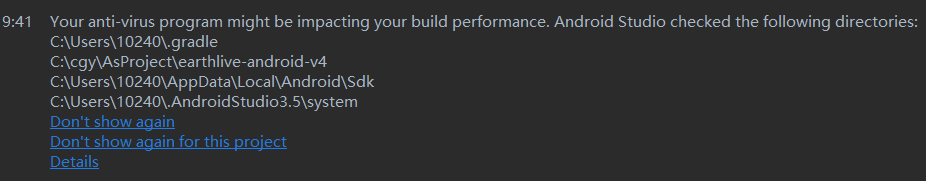 9:41 Your anti-virus program might be impacting your build performance. Android Studio checked the following directories:
C:\Users\10240\.gradle
C:\cgy\AsProject\earthlive-android-v4
C:\Users\10240\AppData\Local\Android\Sdk
C:\Users\10240\.AndroidStudio3.5\system
Don't show again
Don't show again for this project
Details